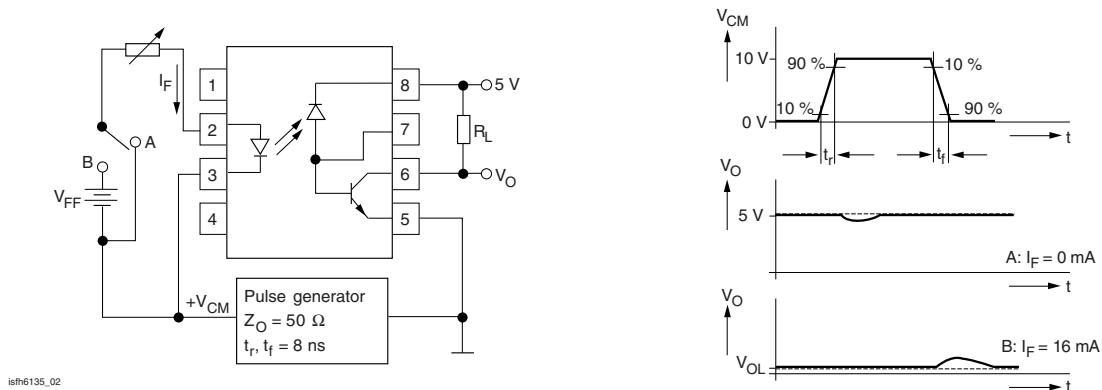 I_F
A
B
V_FF
1
2
3
4
8
7
6
5
5 V
R_L
V_O
+V_CM
Pulse generator
Z_O = 50 Ω
t_r, t_f = 8 ns
isfh6135_02
V_CM
10 V
90 %
10 %
10 %
90 %
0 V
t
t_r
t_f
V_O
5 V
A: I_F = 0 mA
t
V_O
B: I_F = 16 mA
V_OL
t